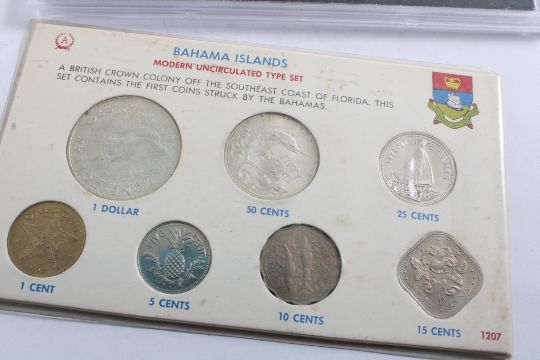 BAHAMA ISLANDS
MODERN UNCIRCULATED TYPE SET
A BRITISH CROWN COLONY OFF THE SOUTHEAST COAST OF FLORIDA. THIS
SET CONTAINS THE FIRST COINS STRUCK BY THE BAHAMAS.
1 DOLLAR
50 CENTS
25 CENTS
1 CENT
5 CENTS
10 CENTS
15 CENTS
1207